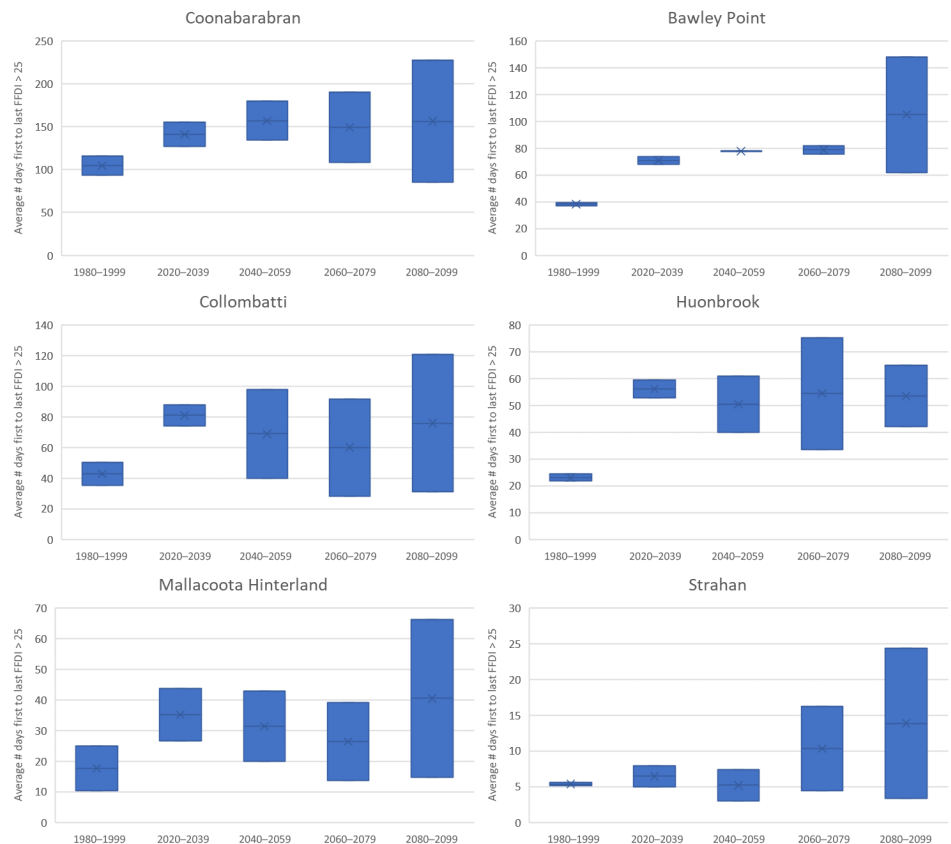 Coonabarabran
Average # days first to last FFDI > 25
250
200
150
100
50
0
1980–1999 2020–2039 2040–2059 2060–2079 2080–2099
Bawley Point
Average # days first to last FFDI > 25
160
140
120
100
80
60
40
20
0
1980–1999 2020–2039 2040–2059 2060–2079 2080–2099
Collombatti
Average # days first to last FFDI > 25
140
120
100
80
60
40
20
0
1980–1999 2020–2039 2040–2059 2060–2079 2080–2099
Huonbrook
Average # days first to last FFDI > 25
80
70
60
50
40
30
20
10
0
1980–1999 2020–2039 2040–2059 2060–2079 2080–2099
Mallacoota Hinterland
Average # days first to last FFDI > 25
70
60
50
40
30
20
10
0
1980–1999 2020–2039 2040–2059 2060–2079 2080–2099
Strahan
Average # days first to last FFDI > 25
30
25
20
15
10
5
0
1980–1999 2020–2039 2040–2059 2060–2079 2080–2099